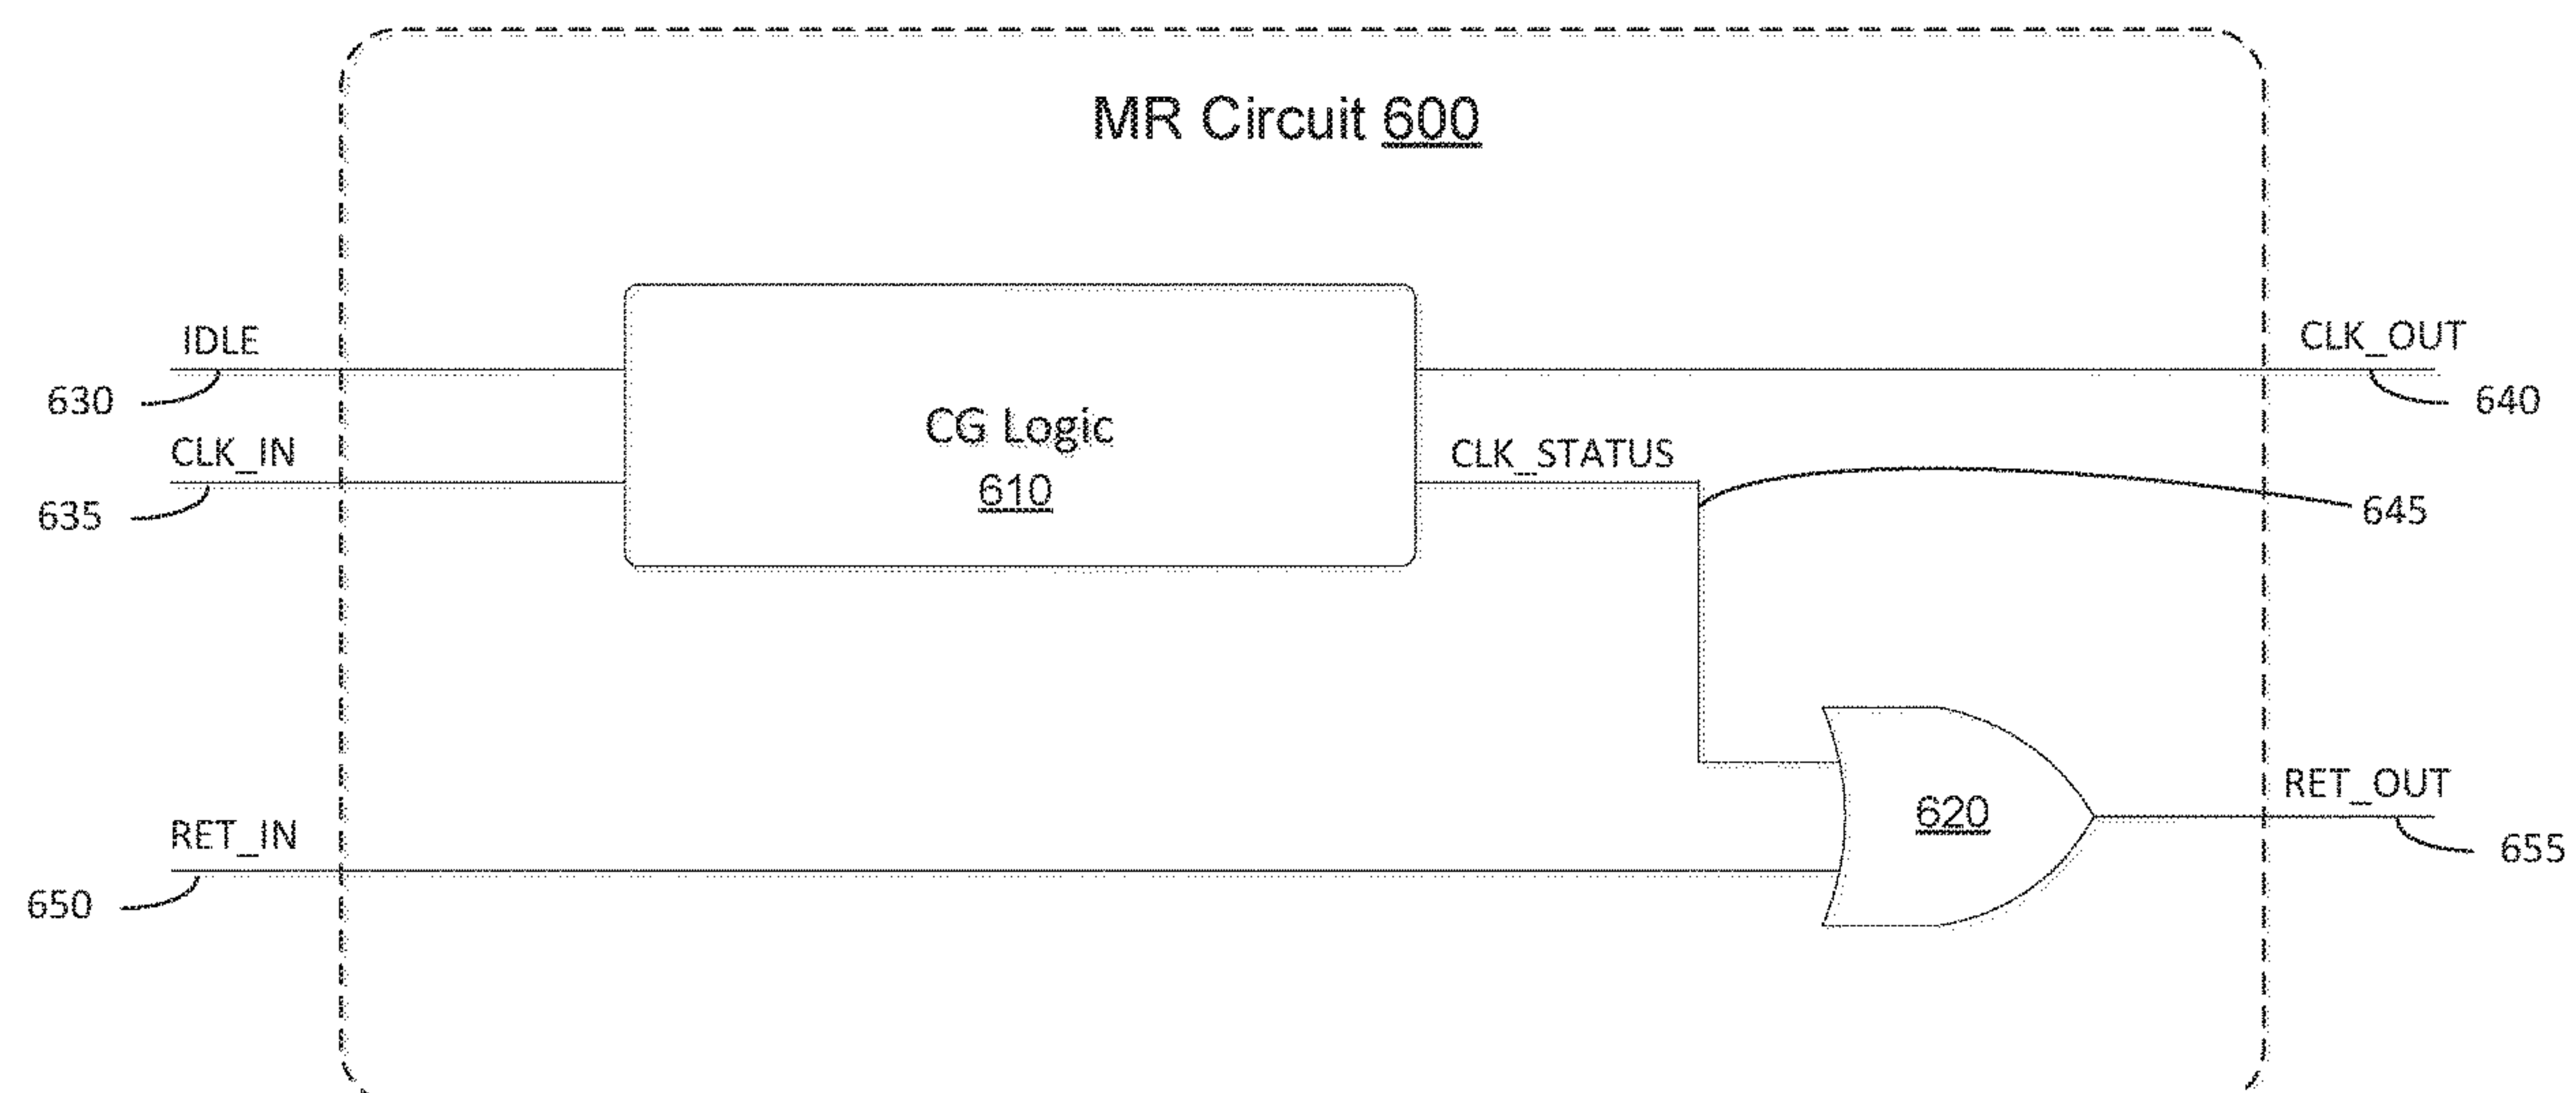 MR Circuit 600
IDLE
CLK_OUT
630
640
CG Logic
CLK_IN
CLK_STATUS
610
635
645
RET_OUT
620
RET_IN
655
650